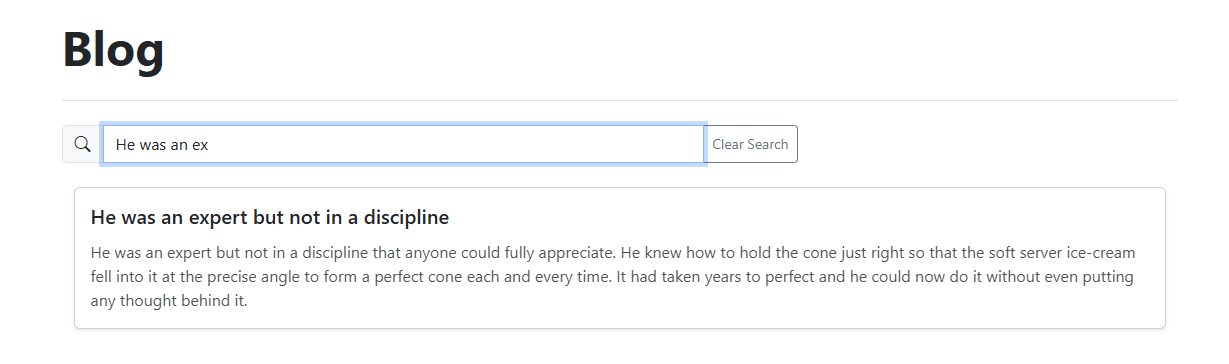 Blog
He was an ex
Clear Search
He was an expert but not in a discipline
He was an expert but not in a discipline that anyone could fully appreciate. He knew how to hold the cone just right so that the soft server ice-cream
fell into it at the precise angle to form a perfect cone each and every time. It had taken years to perfect and he could now do it without even putting
any thought behind it.